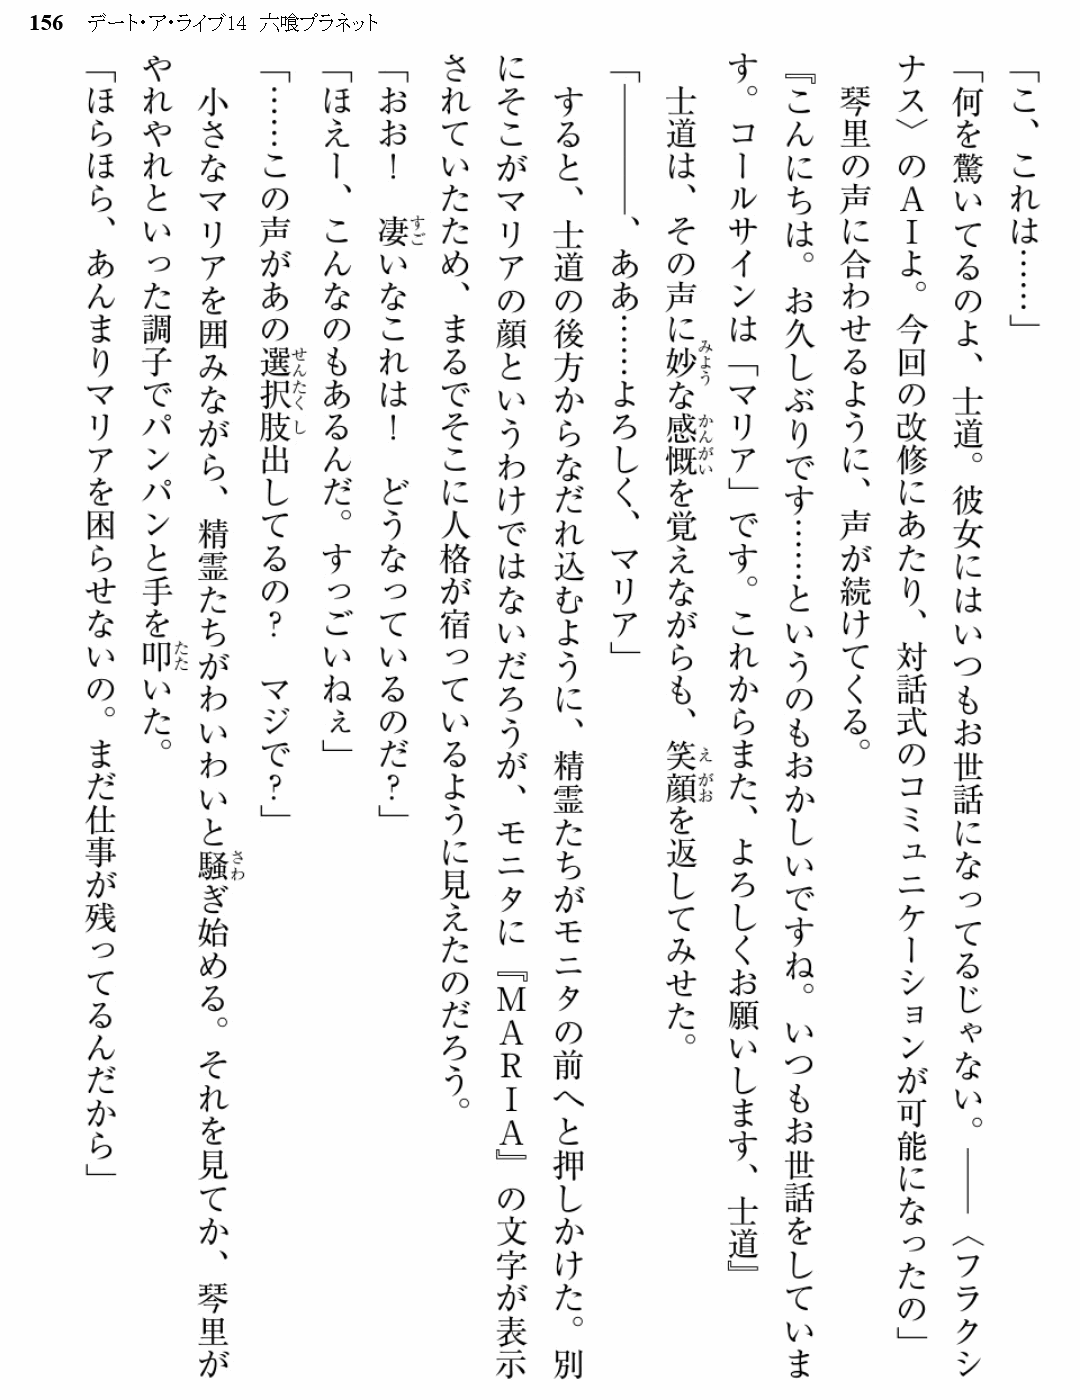 156 デート・ア・ライブ14 六喰プラネット
「こ、これは……」
「何を驚いてるのよ、士道。彼女にはいつもお世話になってるじゃない。――〈フラクシ
ナス〉のＡＩよ。今回の改修にあたり、対話式のコミュニケーションが可能になったの」
琴里の声に合わせるように、声が続けてくる。
『こんにちは。お久しぶりです……というのもおかしいですね。いつもお世話をしていま
す。コールサインは「マリア」です。これからまた、よろしくお願いします、士道』
士道は、その声に妙な感慨を覚えながらも、笑顔を返してみせた。
みよう かんがい えがお
「――――、ああ……よろしく、マリア」
すると、士道の後方からなだれ込むように、精霊たちがモニタの前へと押しかけた。別
にそこがマリアの顔というわけではないだろうが、モニタに『ＭＡＲＩＡ』の文字が表示
されていたため、まるでそこに人格が宿っているように見えたのだろう。
「おお！　凄いなこれは！　どうなっているのだ？」
すご
「ほえー、こんなのもあるんだ。すっごいねぇ」
「……この声があの選択肢出してるの？　マジで？」
せんたくし
小さなマリアを囲みながら、精霊たちがわいわいと騒ぎ始める。それを見てか、琴里が
さわ
やれやれといった調子でパンパンと手を叩いた。
たた
「ほらほら、あんまりマリアを困らせないの。まだ仕事が残ってるんだから」